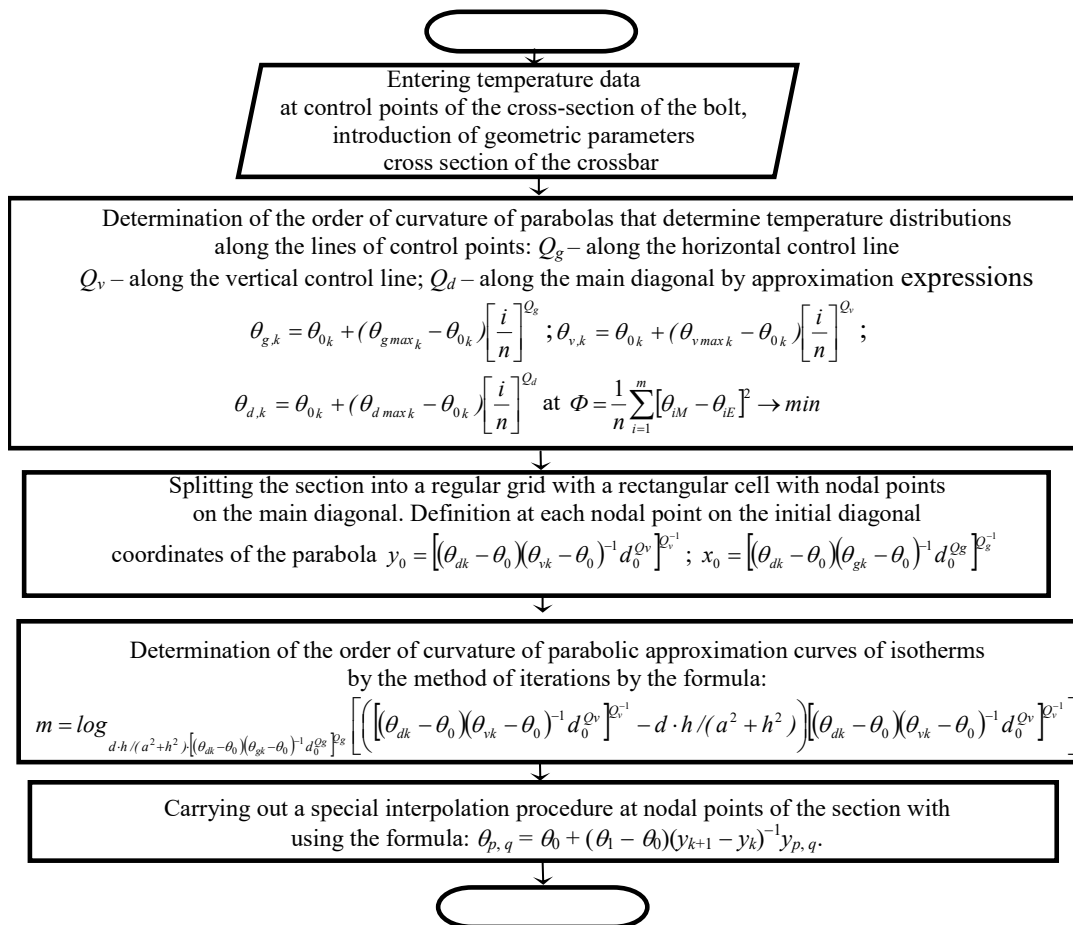 Entering temperature data
at control points of the cross-section of the bolt,
introduction of geometric parameters
cross section of the crossbar
Determination of the order of curvature of parabolas that determine temperature distributions
along the lines of control points: Q_g – along the horizontal control line
Q_v – along the vertical control line; Q_d – along the main diagonal by approximation expressions
θ_{g,k} = θ_{0k} + (θ_{g max_k} − θ_{0k})[i/n]^{Q_g}; θ_{v,k} = θ_{0k} + (θ_{v max k} − θ_{0k})[i/n]^{Q_v};
θ_{d,k} = θ_{0k} + (θ_{d max k} − θ_{0k})[i/n]^{Q_d} at Φ = 1/n ∑_{i=1}^{m} [θ_{iM} − θ_{iE}]^2 → min
Splitting the section into a regular grid with a rectangular cell with nodal points
on the main diagonal. Definition at each nodal point on the initial diagonal
coordinates of the parabola y_0 = [(θ_{dk} − θ_0)(θ_{vk} − θ_0)^{−1} d_0^{Qv}]^{Q_v^{−1}}; x_0 = [(θ_{dk} − θ_0)(θ_{gk} − θ_0)^{−1} d_0^{Qg}]^{Q_g^{−1}}
Determination of the order of curvature of parabolic approximation curves of isotherms
by the method of iterations by the formula:
m = log_{d·h/(a^2+h^2)·[(θ_{dk}−θ_0)(θ_{gk}−θ_0)^{−1} d_0^{Qg}]^{Qg}} [([(θ_{dk} − θ_0)(θ_{vk} − θ_0)^{−1} d_0^{Qv}]^{Q_v^{−1}} − d·h/(a^2 + h^2))[(θ_{dk} − θ_0)(θ_{vk} − θ_0)^{−1} d_0^{Qv}]^{Q_v^{−1}}]
Carrying out a special interpolation procedure at nodal points of the section with
using the formula: θ_{p, q} = θ_0 + (θ_1 − θ_0)(y_{k+1} − y_k)^{−1} y_{p, q}.